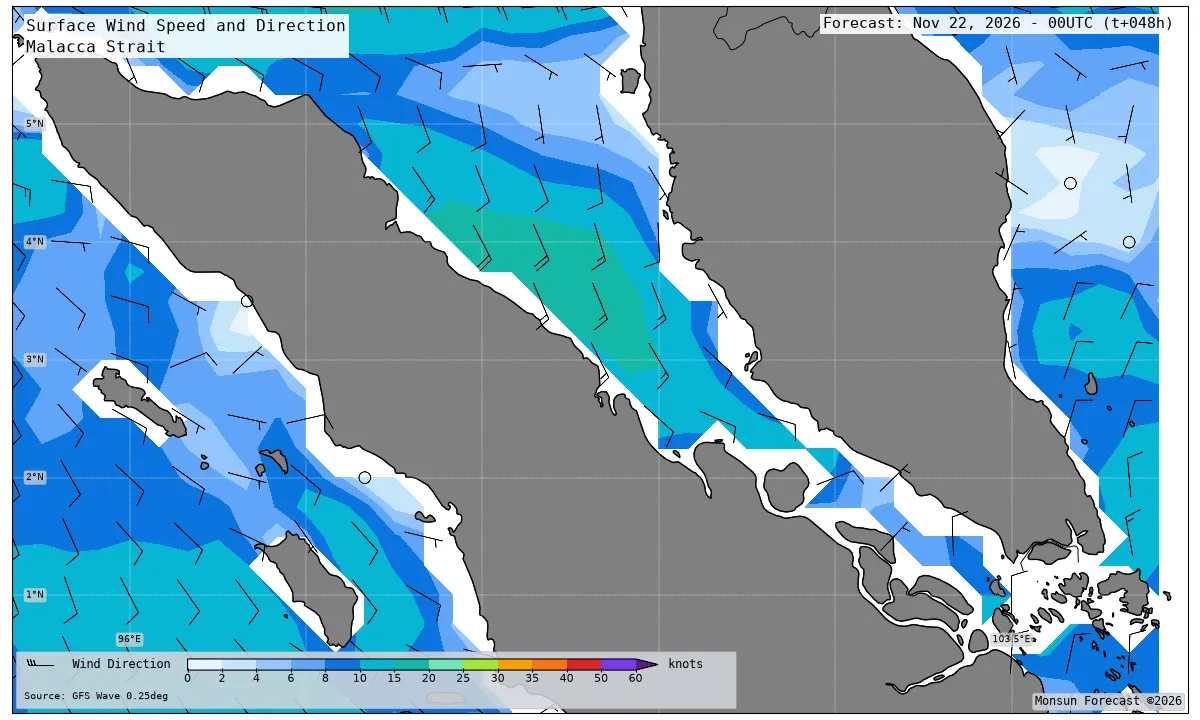 Surface Wind Speed and Direction
Malacca Strait
Forecast: Nov 22, 2026 - 00UTC (t+048h)
5°N
4°N
3°N
2°N
1°N
96°E
103.5°E
Wind Direction
knots
0 2 4 6 8 10 12 15 20 25 30 35 40 50 60
Source: GFS Wave 0.25deg
Monsun Forecast ©2026